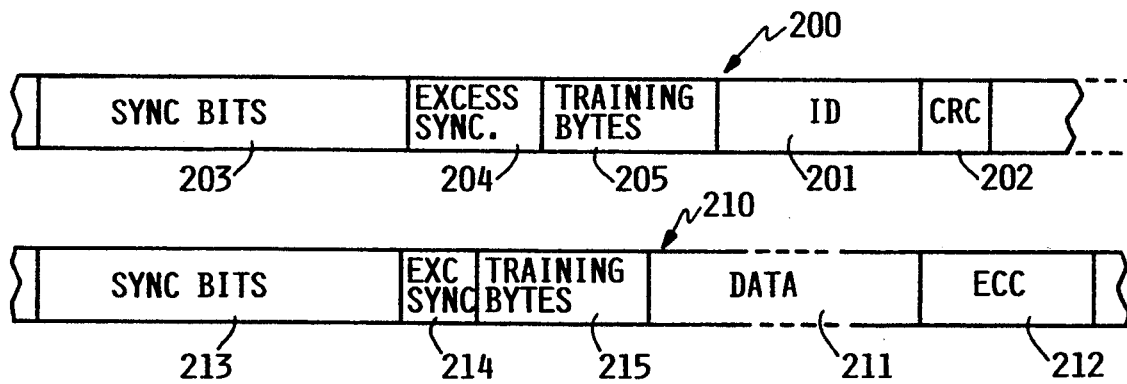 200
SYNC BITS EXCESS SYNC. TRAINING BYTES ID CRC
203 204 205 201 202
210
SYNC BITS EXC SYNC TRAINING BYTES DATA ECC
213 214 215 211 212